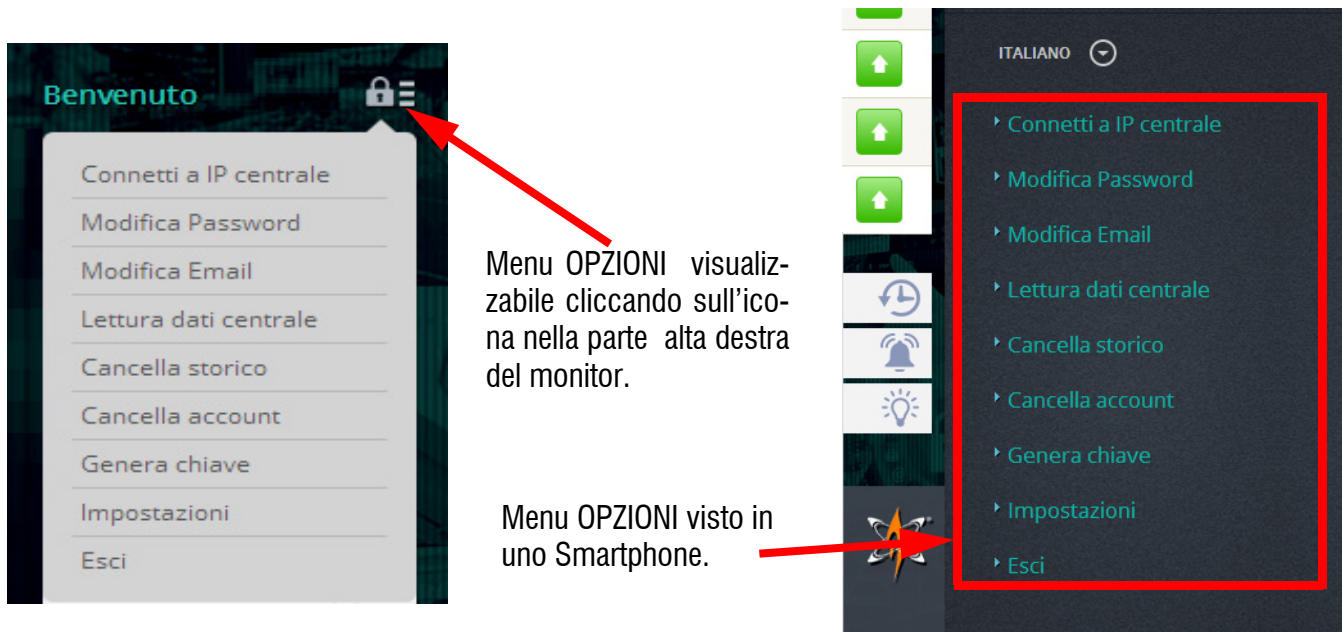 Benvenuto
Connetti a IP centrale
Modifica Password
Modifica Email
Lettura dati centrale
Cancella storico
Cancella account
Genera chiave
Impostazioni
Esci
Menu OPZIONI visualiz-
zabile cliccando sull'ico-
na nella parte alta destra
del monitor.
Menu OPZIONI visto in
uno Smartphone.
ITALIANO
Connetti a IP centrale
Modifica Password
Modifica Email
Lettura dati centrale
Cancella storico
Cancella account
Genera chiave
Impostazioni
Esci